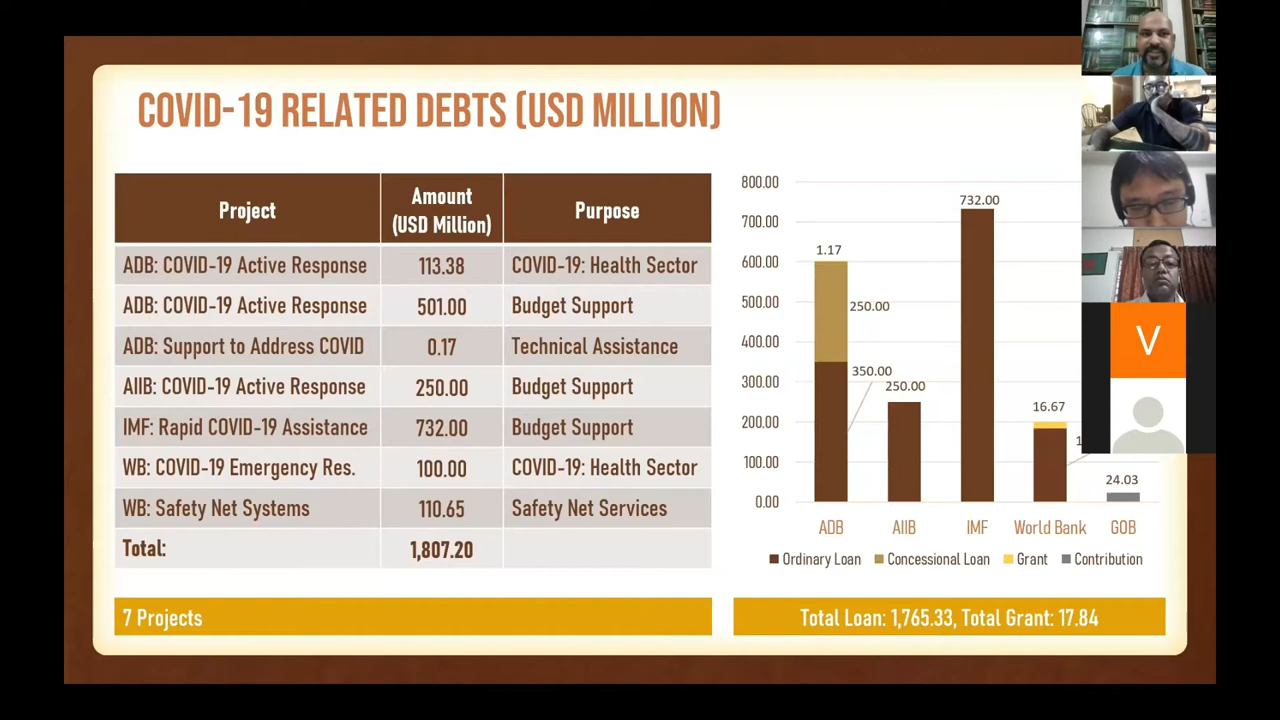 COVID-19 RELATED DEBTS (USD MILLION)
Project Amount (USD Million) Purpose
ADB: COVID-19 Active Response 113.38 COVID-19: Health Sector
ADB: COVID-19 Active Response 501.00 Budget Support
ADB: Support to Address COVID 0.17 Technical Assistance
AIIB: COVID-19 Active Response 250.00 Budget Support
IMF: Rapid COVID-19 Assistance 732.00 Budget Support
WB: COVID-19 Emergency Res. 100.00 COVID-19: Health Sector
WB: Safety Net Systems 110.65 Safety Net Services
Total: 1,807.20
7 Projects
800.00
700.00
600.00
500.00
400.00
300.00
200.00
100.00
0.00
1.17
250.00
350.00
250.00
732.00
16.67
24.03
ADB AIIB IMF World Bank GOB
Ordinary Loan Concessional Loan Grant Contribution
Total Loan: 1,765.33, Total Grant: 17.84
V